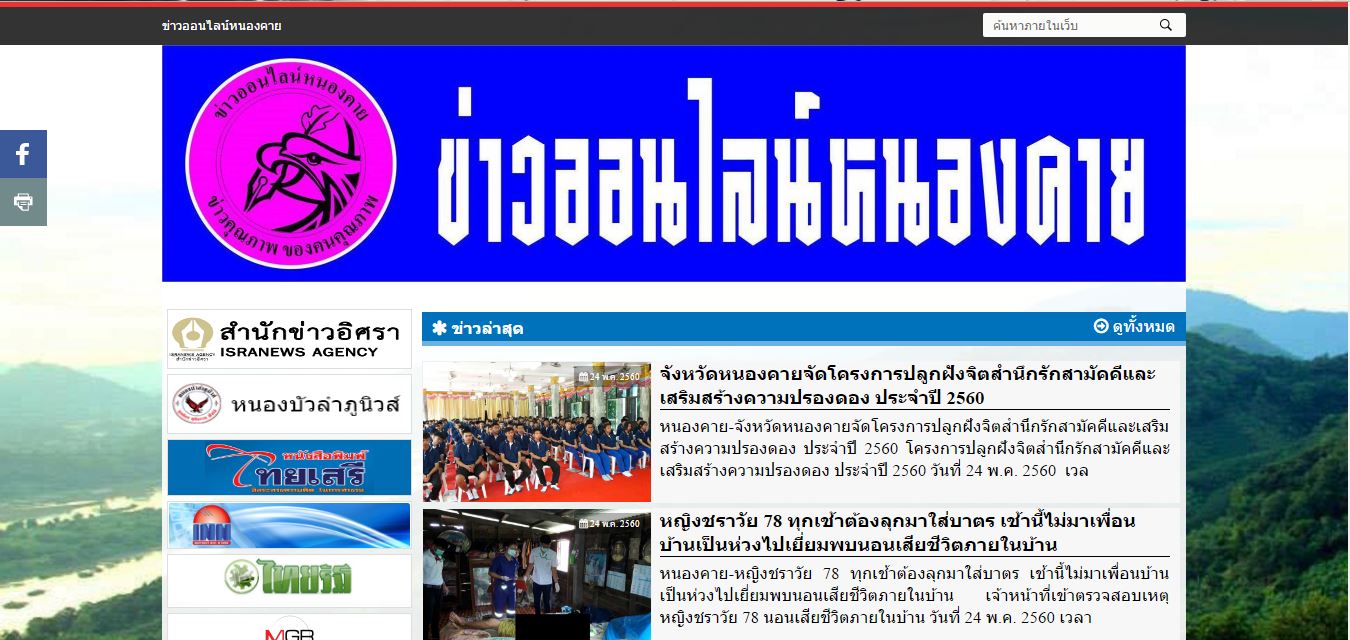 ข่าวออนไลน์หนองคาย
ค้นหาภายในเว็บ
ข่าวออนไลน์หนองคาย
ข่าวคุณภาพ ของคนคุณภาพ
ข่าวออนไลน์หนองคาย
สำนักข่าวอิศรา
ISRANEWS AGENCY
ISRANEWS AGENCY
สำนักข่าวอิศรา
หนองบัวลำภูนิวส์
หนังสือพิมพ์
ไทยเสรี
INN
ไทยรัฐ
MGR
ข่าวล่าสุด
ดูทั้งหมด
24 พ.ค. 2560
จังหวัดหนองคายจัดโครงการปลูกฝังจิตสำนึกรักสามัคคีและ
เสริมสร้างความปรองดอง ประจำปี 2560
หนองคาย-จังหวัดหนองคายจัดโครงการปลูกฝังจิตสำนึกรักสามัคคีและเสริม
สร้างความปรองดอง ประจำปี 2560 โครงการปลูกฝังจิตสำนึกรักสามัคคีและ
เสริมสร้างความปรองดอง ประจำปี 2560 วันที่ 24 พ.ค. 2560 เวล
24 พ.ค. 2560
หญิงชราวัย 78 ทุกเช้าต้องลุกมาใส่บาตร เช้านี้ไม่มาเพื่อน
บ้านเป็นห่วงไปเยี่ยมพบนอนเสียชีวิตภายในบ้าน
หนองคาย-หญิงชราวัย 78 ทุกเช้าต้องลุกมาใส่บาตร เช้านี้ไม่มาเพื่อนบ้าน
เป็นห่วงไปเยี่ยมพบนอนเสียชีวิตภายในบ้าน เจ้าหน้าที่เข้าตรวจสอบเหตุ
หญิงชราวัย 78 นอนเสียชีวิตภายในบ้าน วันที่ 24 พ.ค. 2560 เวลา